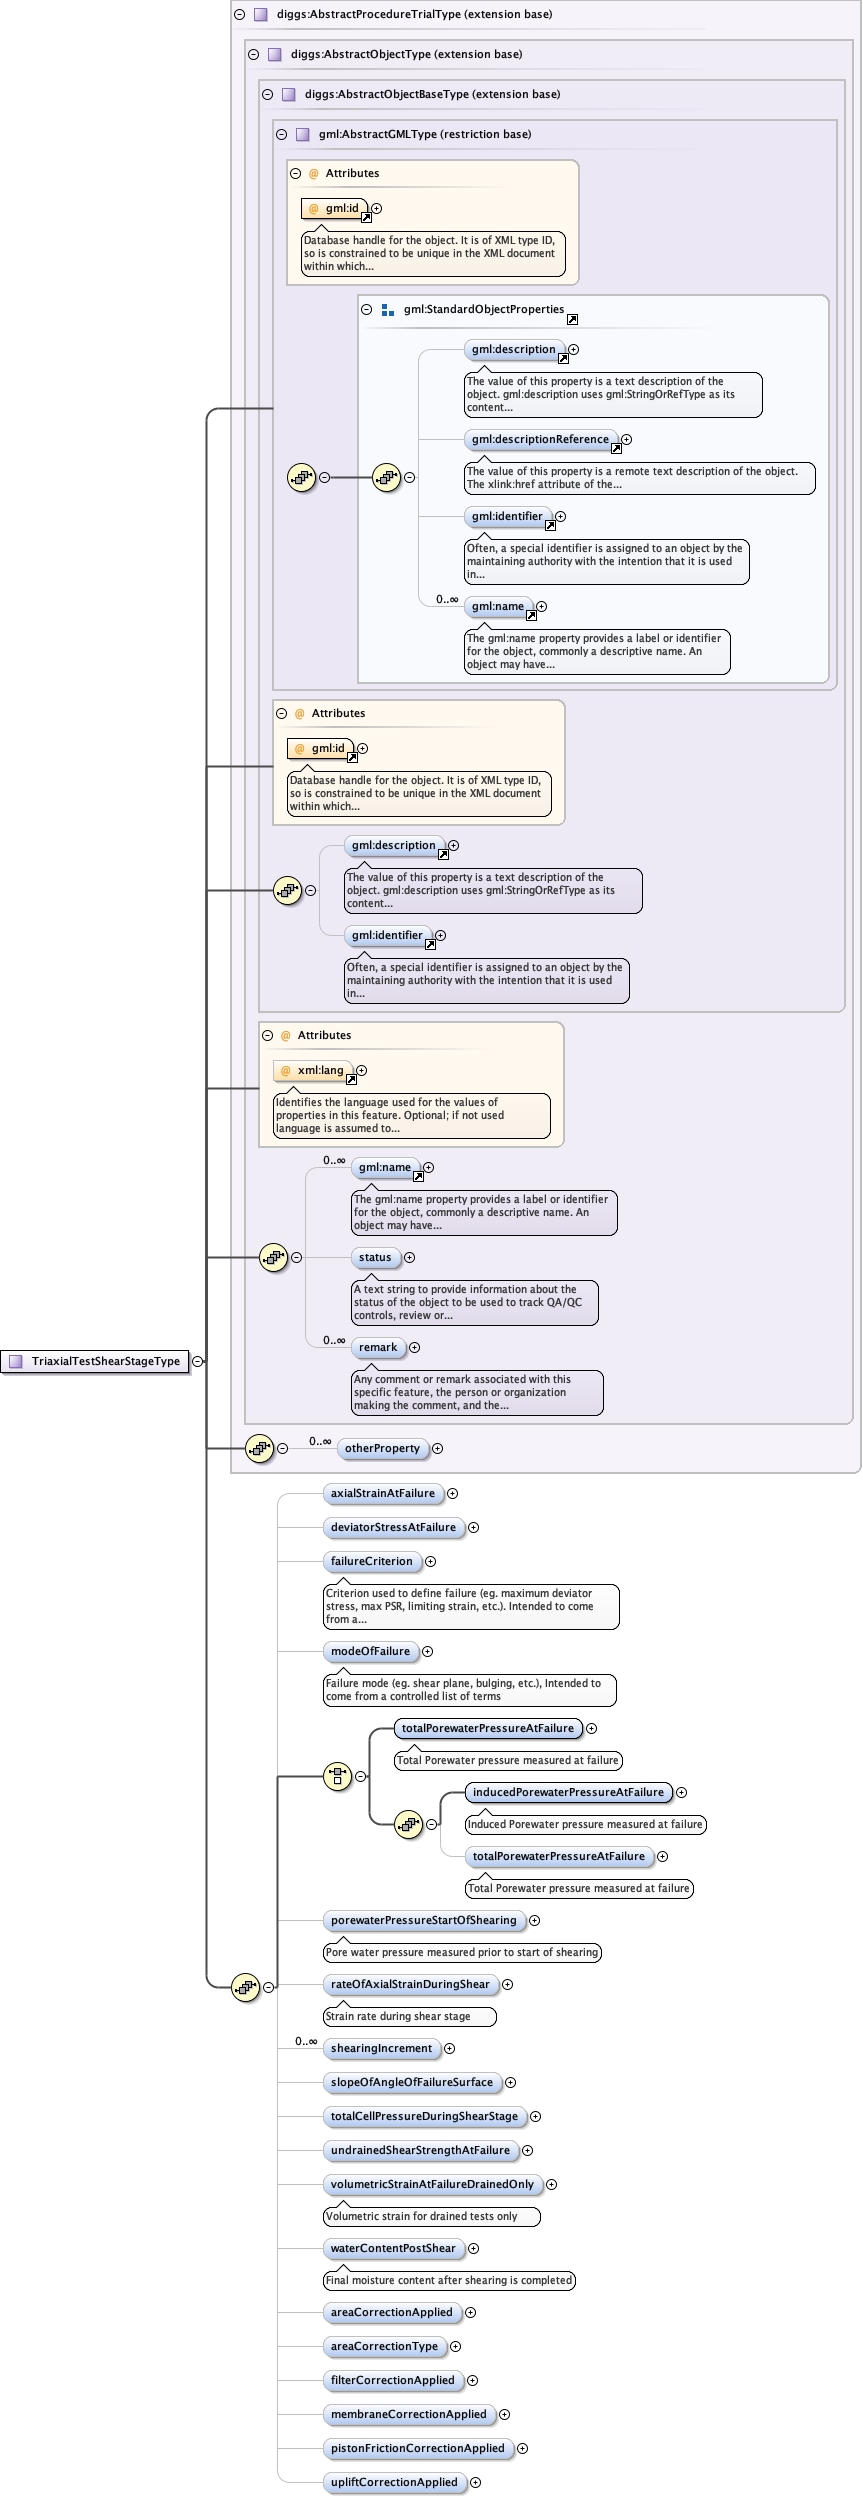 diggs:AbstractProcedureTrialType (extension base)
diggs:AbstractObjectType (extension base)
diggs:AbstractObjectBaseType (extension base)
gml:AbstractGMLType (restriction base)
@ Attributes
@ gml:id
Database handle for the object. It is of XML type ID,
so is constrained to be unique in the XML document
within which...
gml:StandardObjectProperties
gml:description
The value of this property is a text description of the
object. gml:description uses gml:StringOrRefType as its
content...
gml:descriptionReference
The value of this property is a remote text description of the object.
The xlink:href attribute of the...
gml:identifier
Often, a special identifier is assigned to an object by the
maintaining authority with the intention that it is used
in...
0..∞
gml:name
The gml:name property provides a label or identifier
for the object, commonly a descriptive name. An
object may have...
@ Attributes
@ gml:id
Database handle for the object. It is of XML type ID,
so is constrained to be unique in the XML document
within which...
gml:description
The value of this property is a text description of the
object. gml:description uses gml:StringOrRefType as its
content...
gml:identifier
Often, a special identifier is assigned to an object by the
maintaining authority with the intention that it is used
in...
@ Attributes
@ xml:lang
Identifies the language used for the values of
properties in this feature. Optional; if not used
language is assumed to...
0..∞
gml:name
The gml:name property provides a label or identifier
for the object, commonly a descriptive name. An
object may have...
status
A text string to provide information about the
status of the object to be used to track QA/QC
controls, review or...
0..∞
remark
Any comment or remark associated with this
specific feature, the person or organization
making the comment, and the...
TriaxialTestShearStageType
0..∞
otherProperty
axialStrainAtFailure
deviatorStressAtFailure
failureCriterion
Criterion used to define failure (eg. maximum deviator
stress, max PSR, limiting strain, etc.). Intended to come
from a...
modeOfFailure
Failure mode (eg. shear plane, bulging, etc.), Intended to
come from a controlled list of terms
totalPorewaterPressureAtFailure
Total Porewater pressure measured at failure
inducedPorewaterPressureAtFailure
Induced Porewater pressure measured at failure
totalPorewaterPressureAtFailure
Total Porewater pressure measured at failure
porewaterPressureStartOfShearing
Pore water pressure measured prior to start of shearing
rateOfAxialStrainDuringShear
Strain rate during shear stage
0..∞
shearingIncrement
slopeOfAngleOfFailureSurface
totalCellPressureDuringShearStage
undrainedShearStrengthAtFailure
volumetricStrainAtFailureDrainedOnly
Volumetric strain for drained tests only
waterContentPostShear
Final moisture content after shearing is completed
areaCorrectionApplied
areaCorrectionType
filterCorrectionApplied
membraneCorrectionApplied
pistonFrictionCorrectionApplied
upliftCorrectionApplied